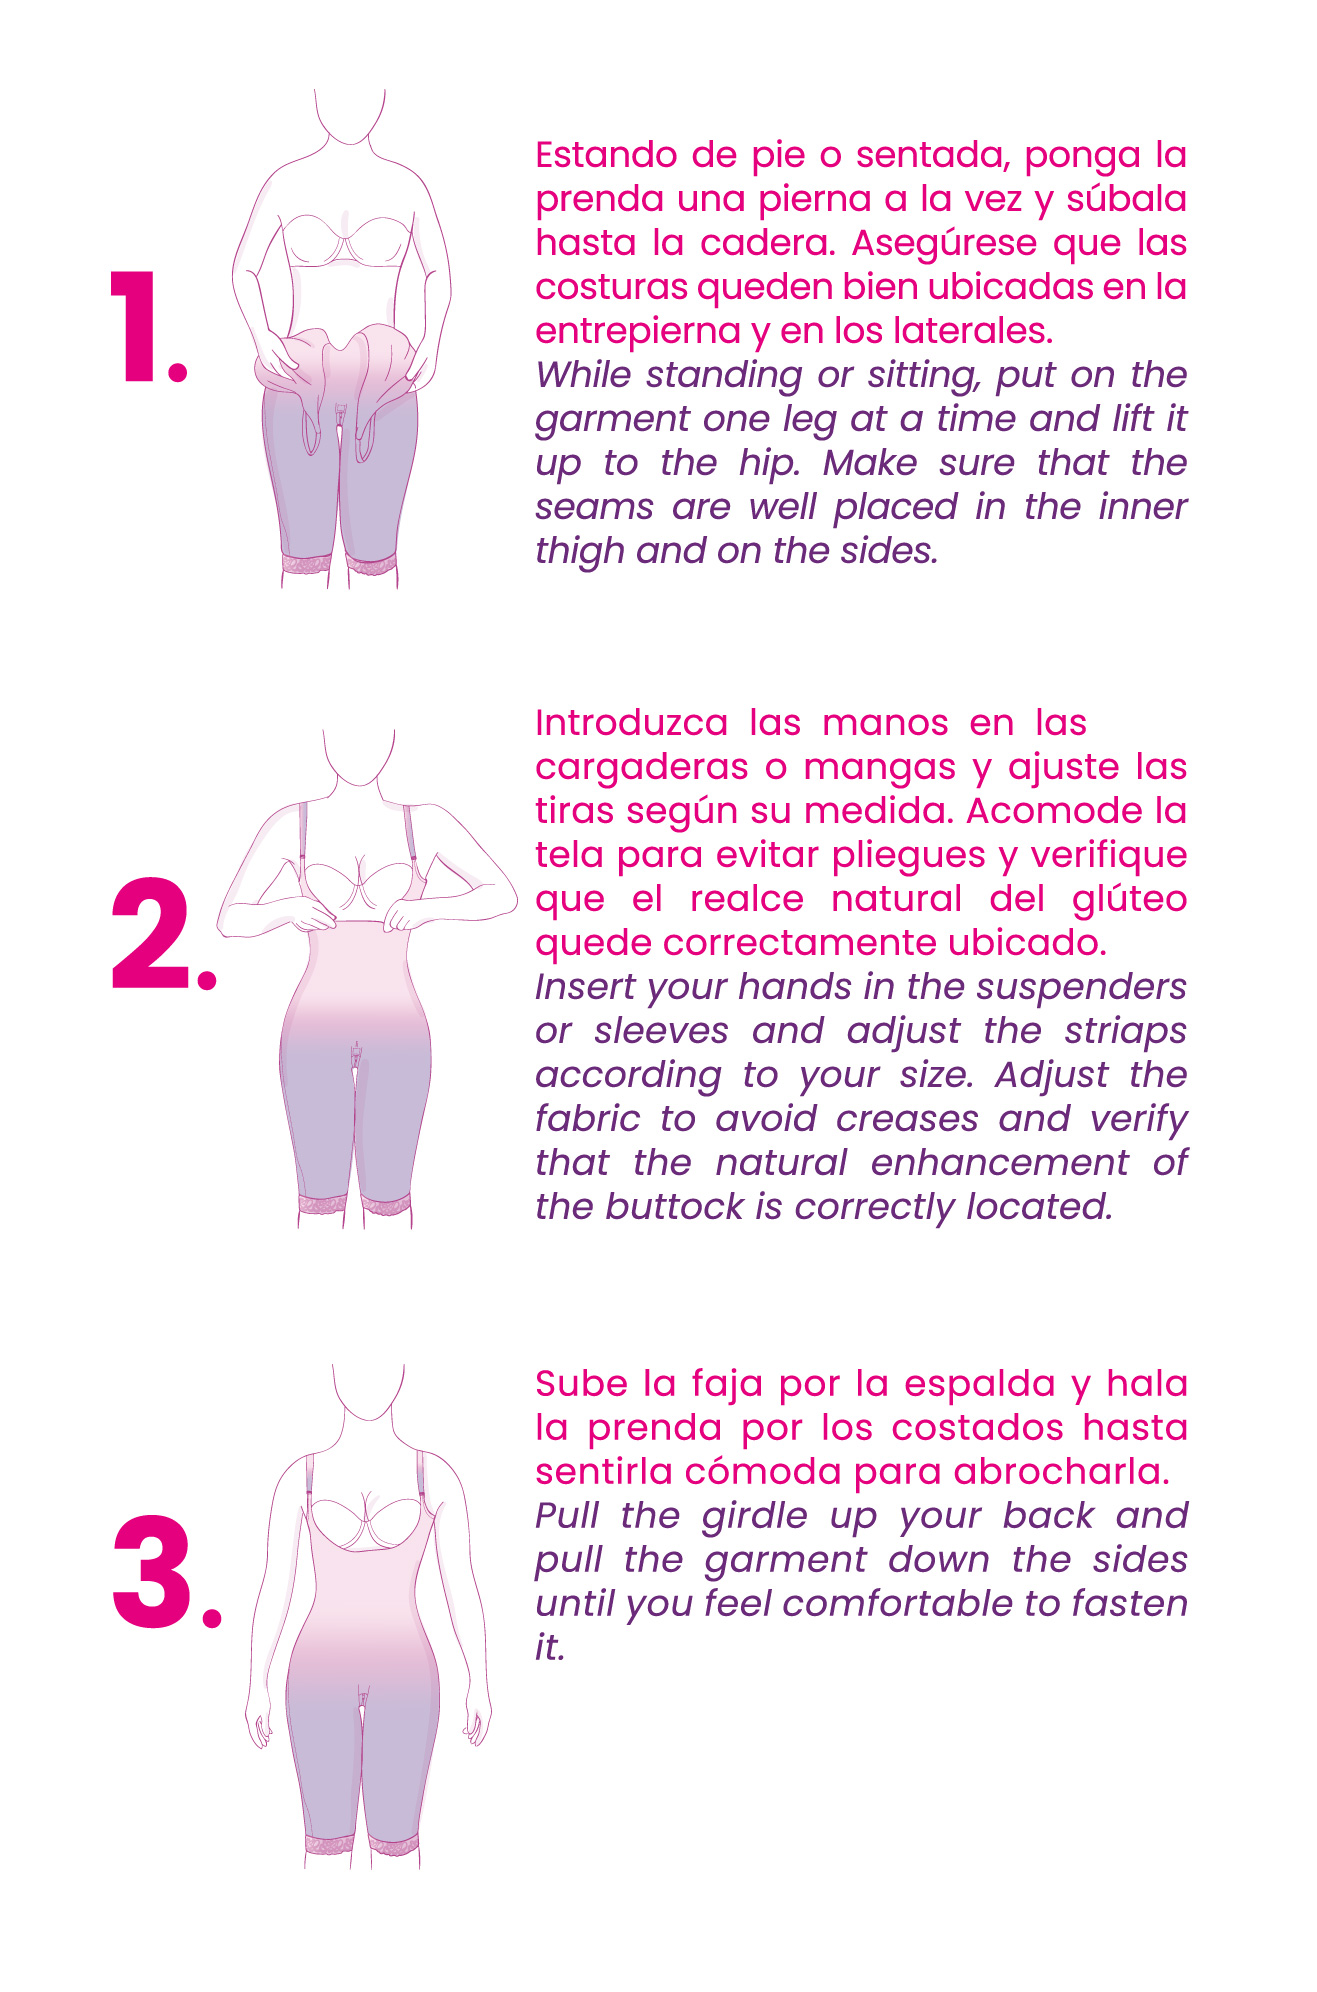 1.
Estando de pie o sentada, ponga la
prenda una pierna a la vez y súbala
hasta la cadera. Asegúrese que las
costuras queden bien ubicadas en la
entrepierna y en los laterales.
While standing or sitting, put on the
garment one leg at a time and lift it
up to the hip. Make sure that the
seams are well placed in the inner
thigh and on the sides.
2.
Introduzca las manos en las
cargaderas o mangas y ajuste las
tiras según su medida. Acomode la
tela para evitar pliegues y verifique
que el realce natural del glúteo
quede correctamente ubicado.
Insert your hands in the suspenders
or sleeves and adjust the striaps
according to your size. Adjust the
fabric to avoid creases and verify
that the natural enhancement of
the buttock is correctly located.
3.
Sube la faja por la espalda y hala
la prenda por los costados hasta
sentirla cómoda para abrocharla.
Pull the girdle up your back and
pull the garment down the sides
until you feel comfortable to fasten
it.